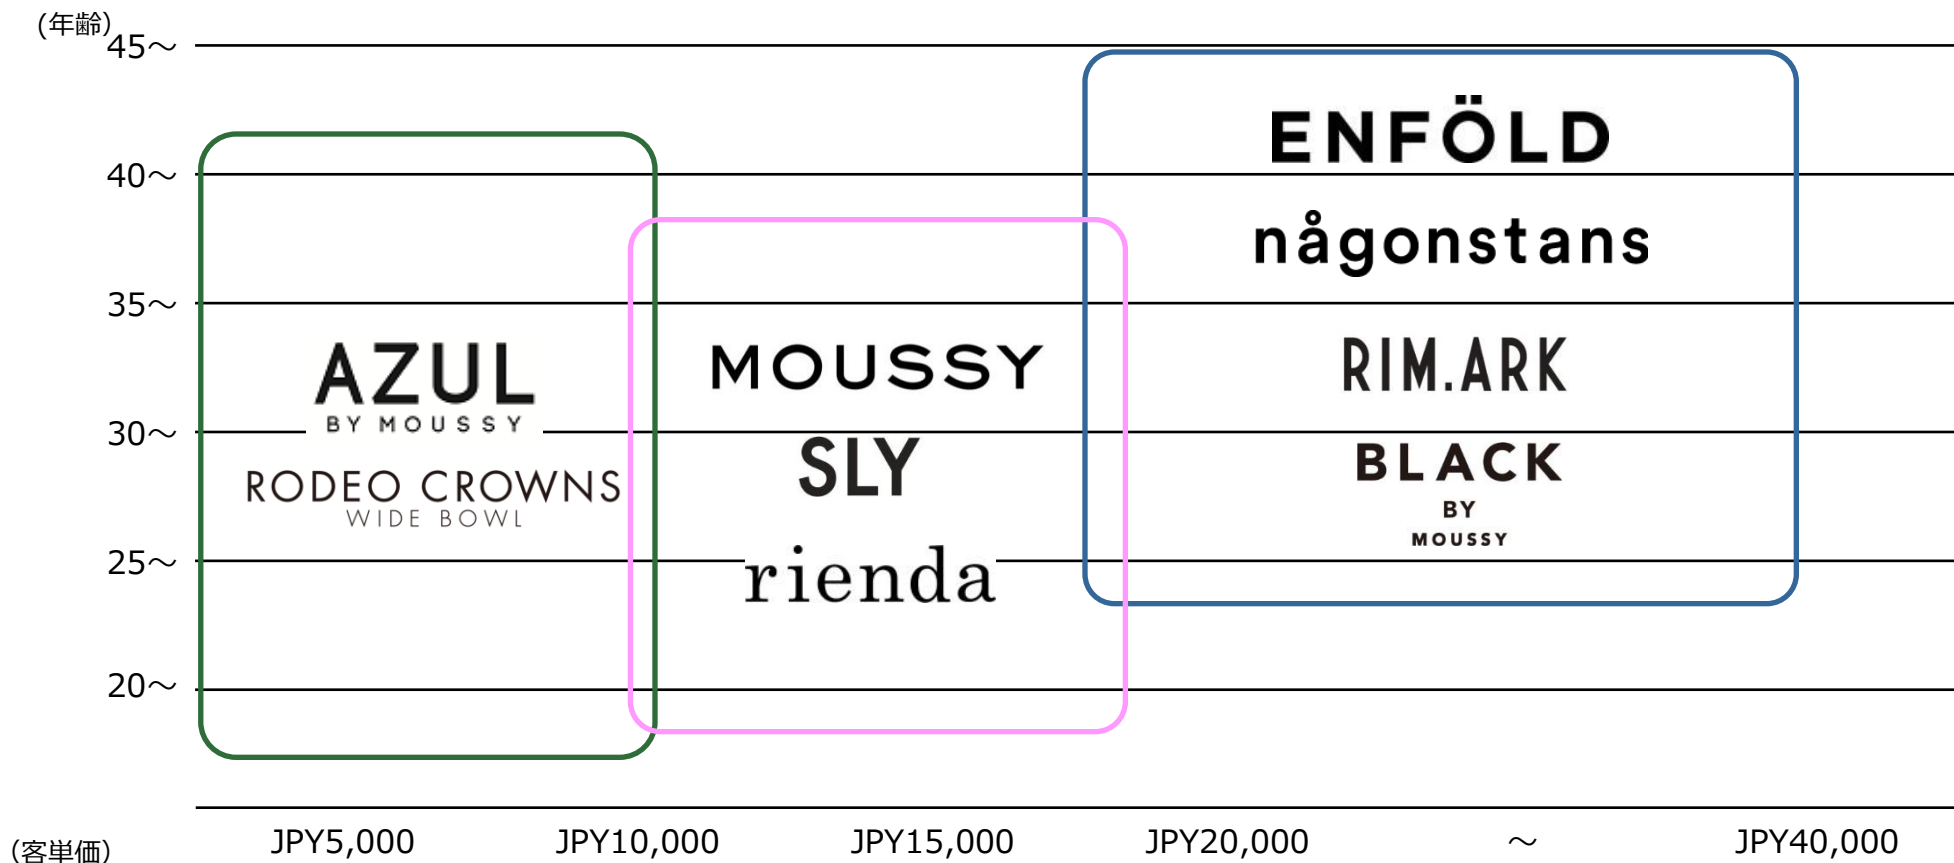 (年齢)
45～
ENFÖLD
40～
någonstans
35～
RIM.ARK
MOUSSY
AZUL
BY MOUSSY
30～
SLY
BLACK
BY
MOUSSY
RODEO CROWNS
WIDE BOWL
25～
rienda
20～
(客単価)
JPY5,000 JPY10,000 JPY15,000 JPY20,000 ～ JPY40,000